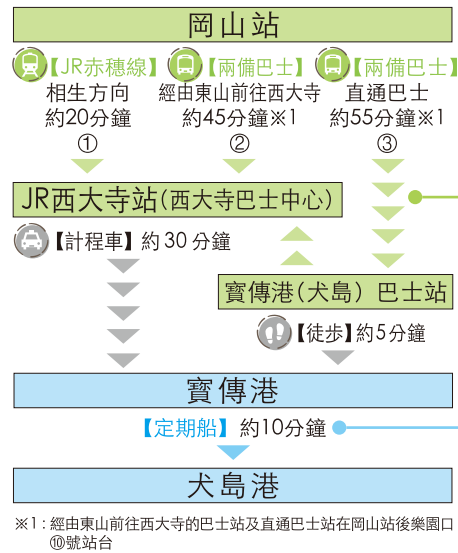 岡山站
【JR赤穗線】 【兩備巴士】 【兩備巴士】
相生方向 經由東山前往西大寺 直通巴士
約20分鐘 約45分鐘※1 約55分鐘※1
① ② ③
JR西大寺站(西大寺巴士中心)
【計程車】約30分鐘
寶傳港(犬島) 巴士站
【徒步】約5分鐘
寶傳港
【定期船】約10分鐘
犬島港
※1：經由東山前往西大寺的巴士站及直通巴士站在岡山站後樂園口
⑩號站台